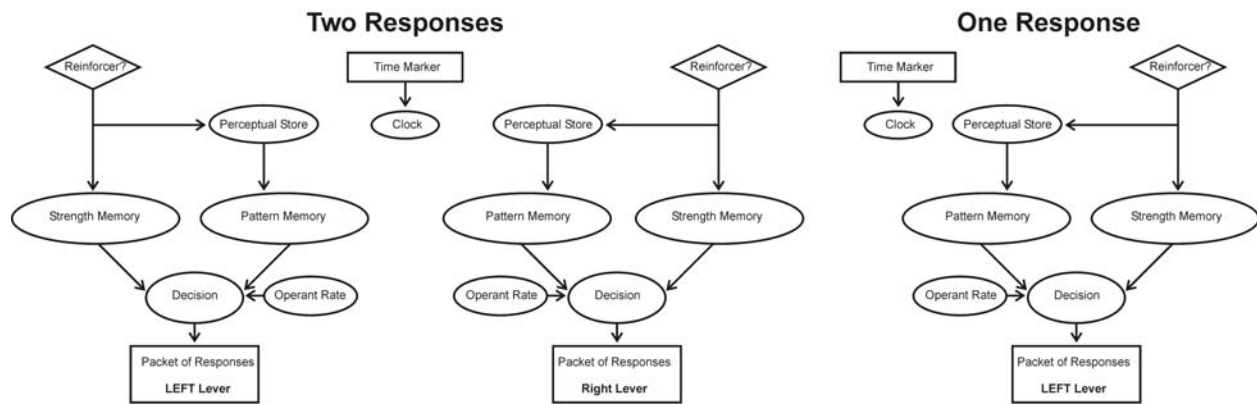 Two Responses
One Response
Reinforcer?
Time Marker
Reinforcer?
Time Marker
Reinforcer?
Perceptual Store
Clock
Perceptual Store
Clock
Perceptual Store
Strength Memory
Pattern Memory
Pattern Memory
Strength Memory
Pattern Memory
Strength Memory
Decision
Operant Rate
Operant Rate
Decision
Operant Rate
Decision
Packet of Responses
LEFT Lever
Packet of Responses
Right Lever
Packet of Responses
LEFT Lever